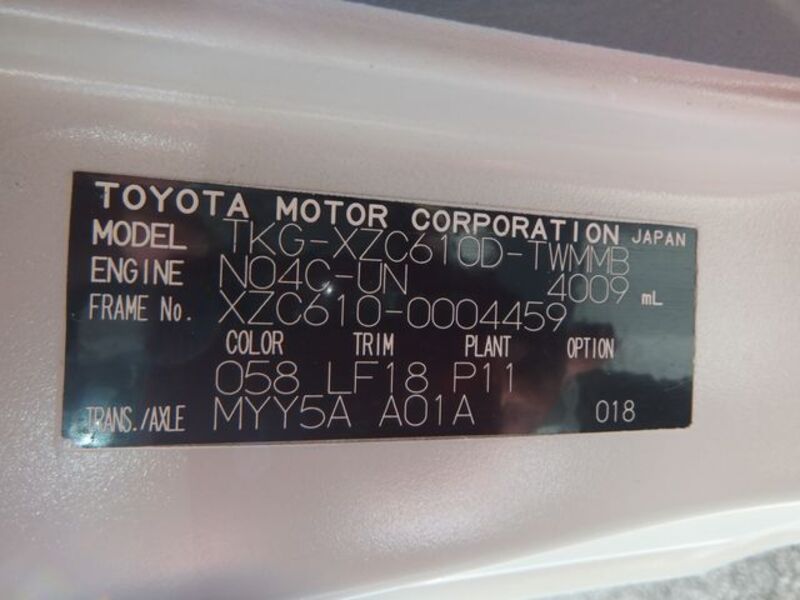 TOYOTA MOTOR CORPORATION JAPAN
MODEL TKG-XZC610D-TWMMB
ENGINE N04C-UN 4009 mL
FRAME No. XZC610-0004459
COLOR TRIM PLANT OPTION
058 LF18 P11
TRANS./AXLE MYY5A A01A 018